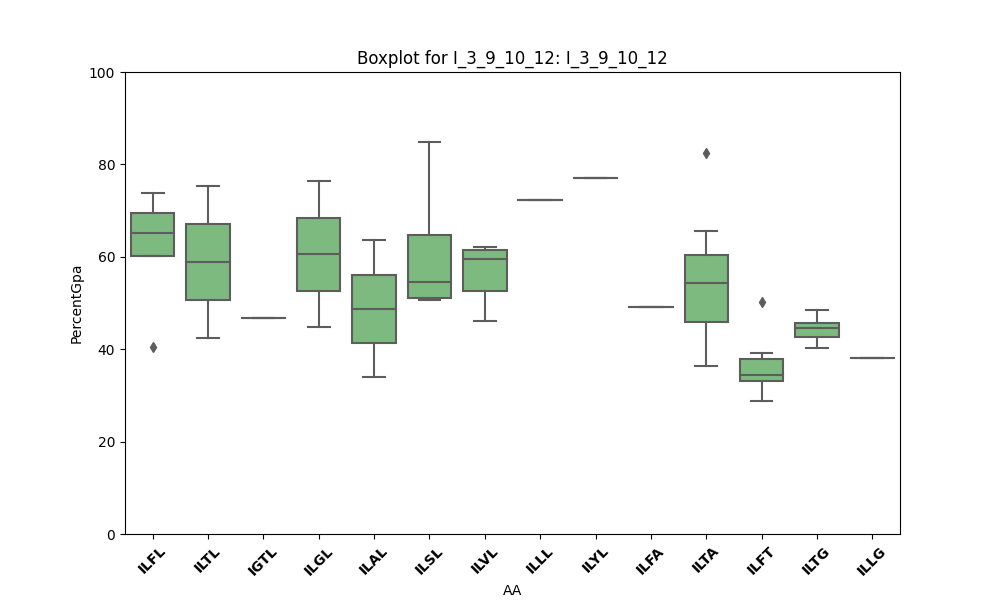 Boxplot for I_3_9_10_12: I_3_9_10_12
100
80
60
40
20
0
PercentGpa
ILFL ILTL IGTL ILGL ILAL ILSL ILVL ILLL ILYL ILFA ILTA ILFT ILTG ILLG
AA